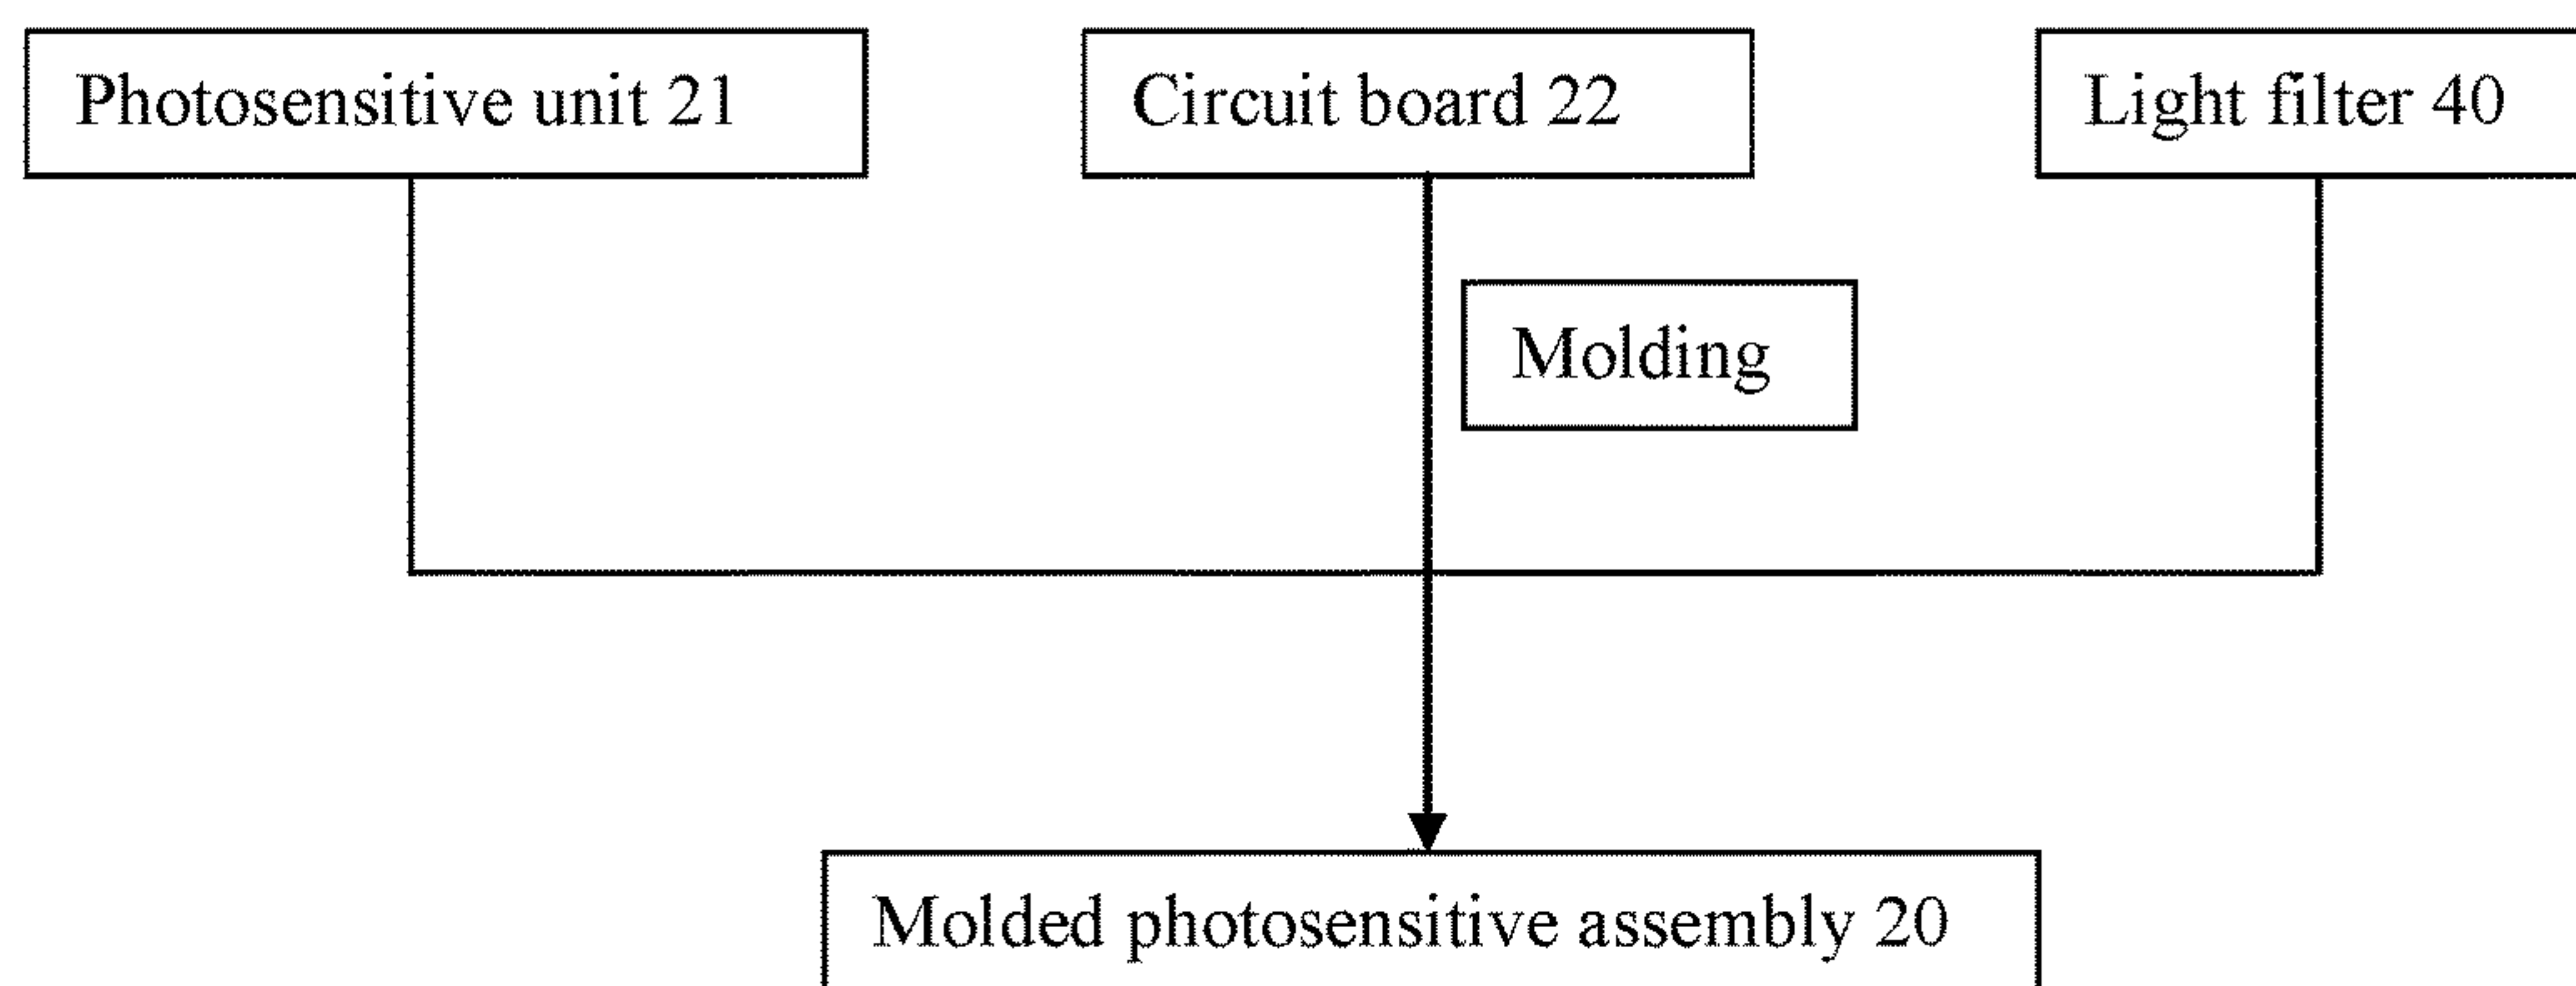 Photosensitive unit 21
Circuit board 22
Light filter 40
Molding
Molded photosensitive assembly 20